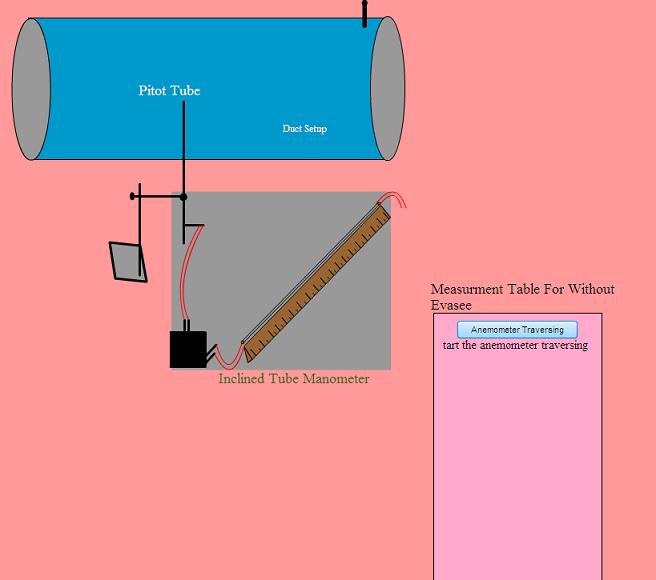 Pitot Tube
Duct Setup
Inclined Tube Manometer
Measurment Table For Without
Evasee
Anemometer Traversing
tart the anemometer traversing